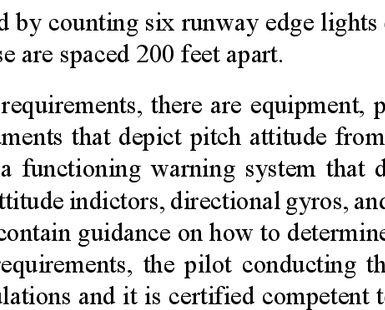 d by counting six runway edge lights
se are spaced 200 feet apart.
requirements, there are equipment, p
uments that depict pitch attitude from
a functioning warning system that d
ttitude indictors, directional gyros, and
contain guidance on how to determine
requirements, the pilot conducting th
ulations and it is certified competent t